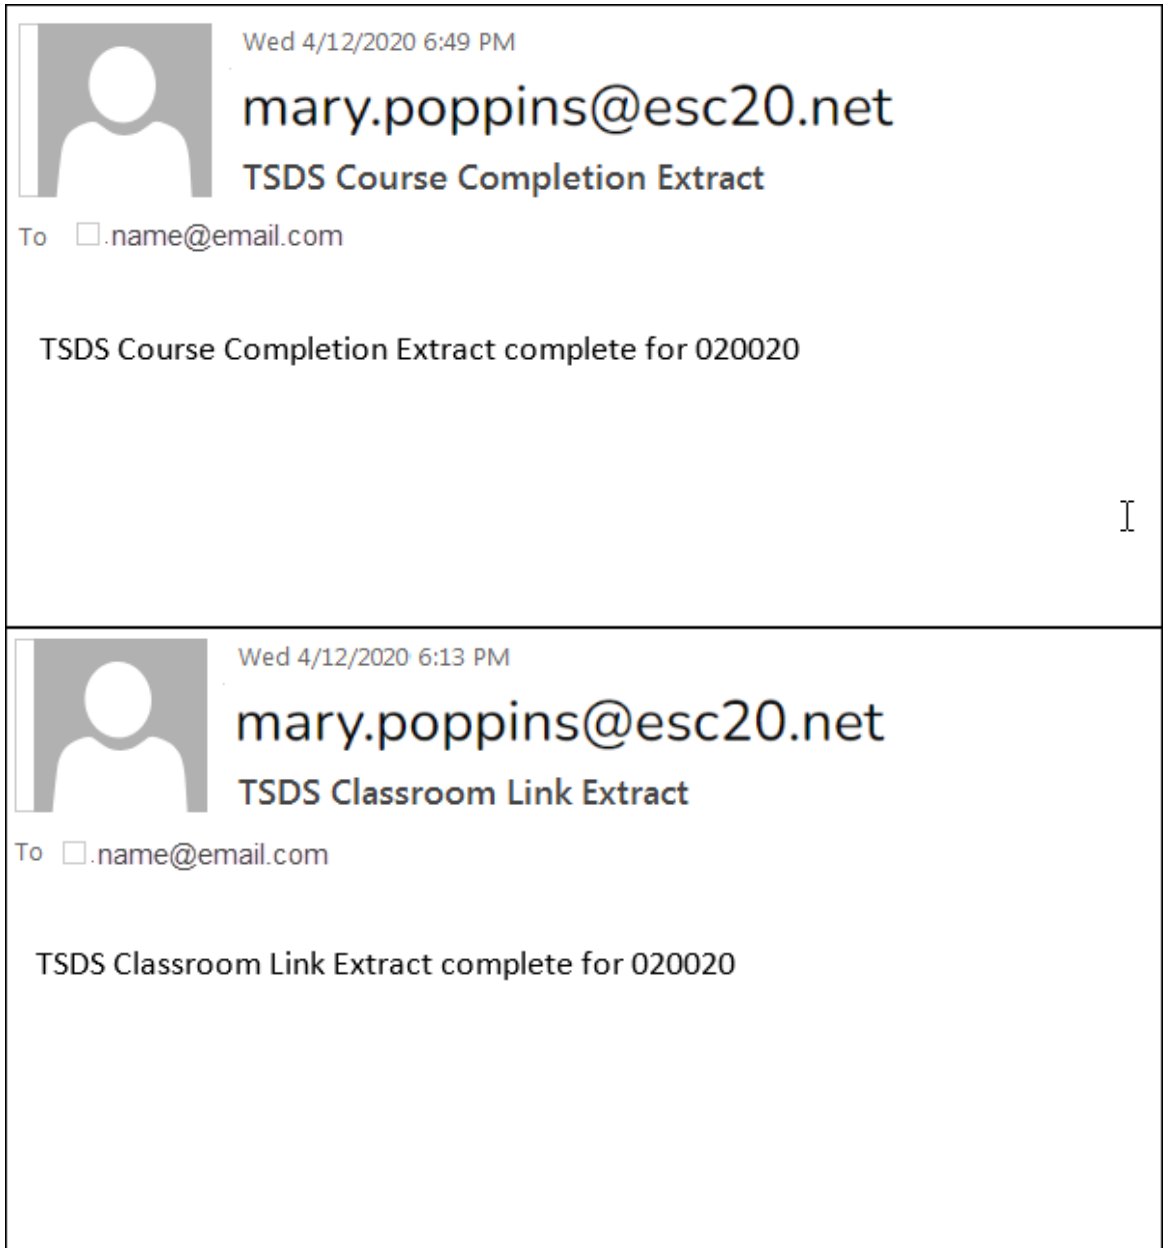 Wed 4/12/2020 6:49 PM
mary.poppins@esc20.net
TSDS Course Completion Extract
To .name@email.com
TSDS Course Completion Extract complete for 020020
Wed 4/12/2020 6:13 PM
mary.poppins@esc20.net
TSDS Classroom Link Extract
To .name@email.com
TSDS Classroom Link Extract complete for 020020